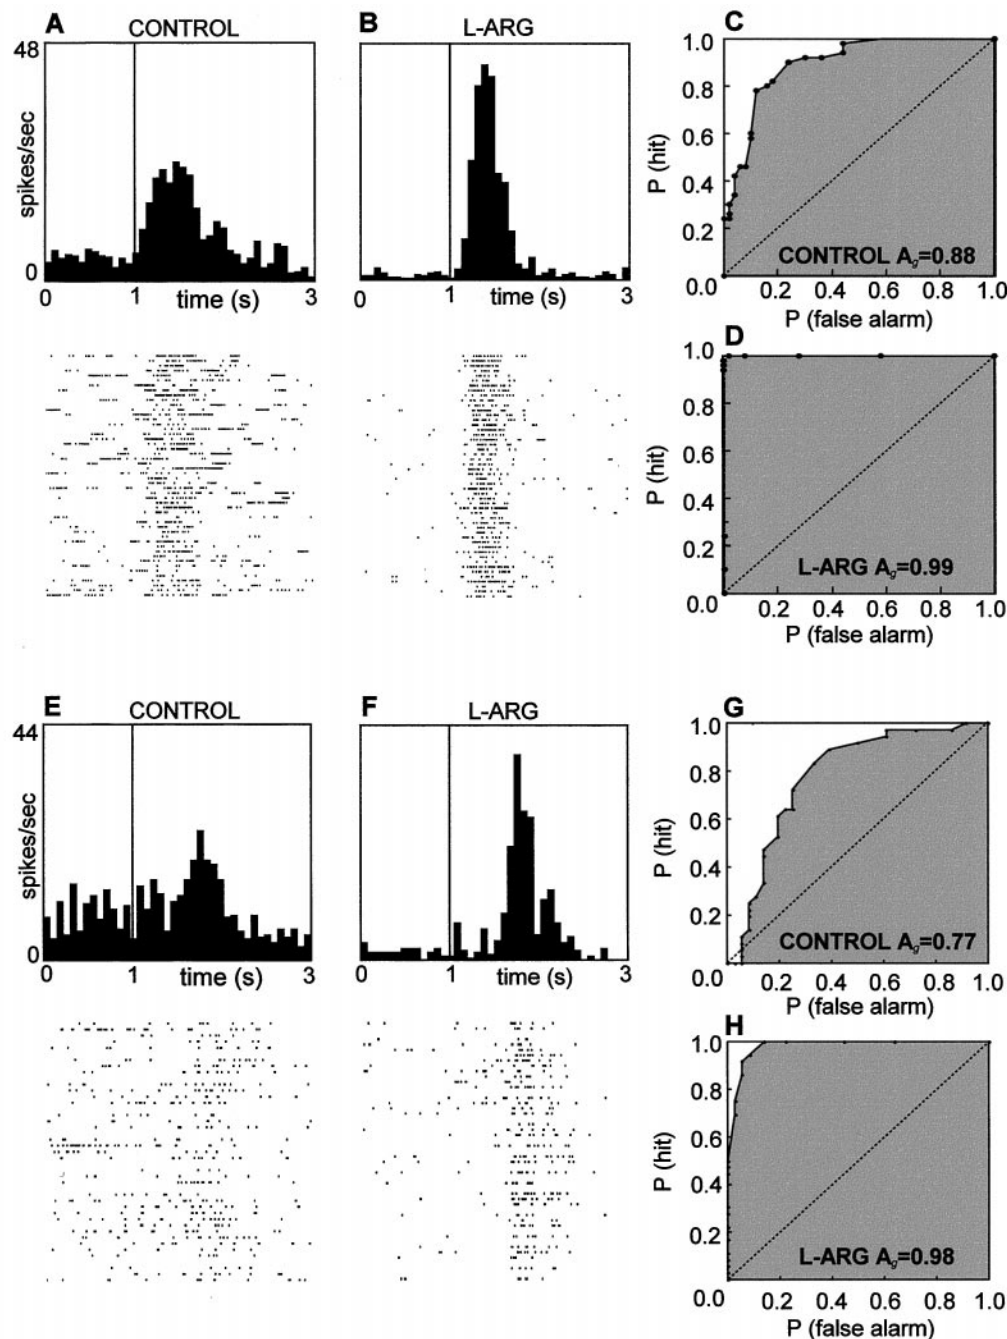 A CONTROL
48
spikes/sec
0
0 1 time (s) 3
B L-ARG
0 1 time (s) 3
C
1.0
0.8
0.6
0.4
0.2
0.0
P (hit)
CONTROL Ag=0.88
0.2 0.4 0.6 0.8 1.0
P (false alarm)
D
1.0
0.8
0.6
0.4
0.2
0.0
P (hit)
L-ARG Ag=0.99
0.2 0.4 0.6 0.8 1.0
P (false alarm)
E CONTROL
44
spikes/sec
0
0 1 time (s) 3
F L-ARG
0 1 time (s) 3
G
1.0
0.8
0.6
0.4
0.2
0.0
P (hit)
CONTROL Ag=0.77
0.2 0.4 0.6 0.8 1.0
P (false alarm)
H
1.0
0.8
0.6
0.4
0.2
0.0
P (hit)
L-ARG Ag=0.98
0.2 0.4 0.6 0.8 1.0
P (false alarm)